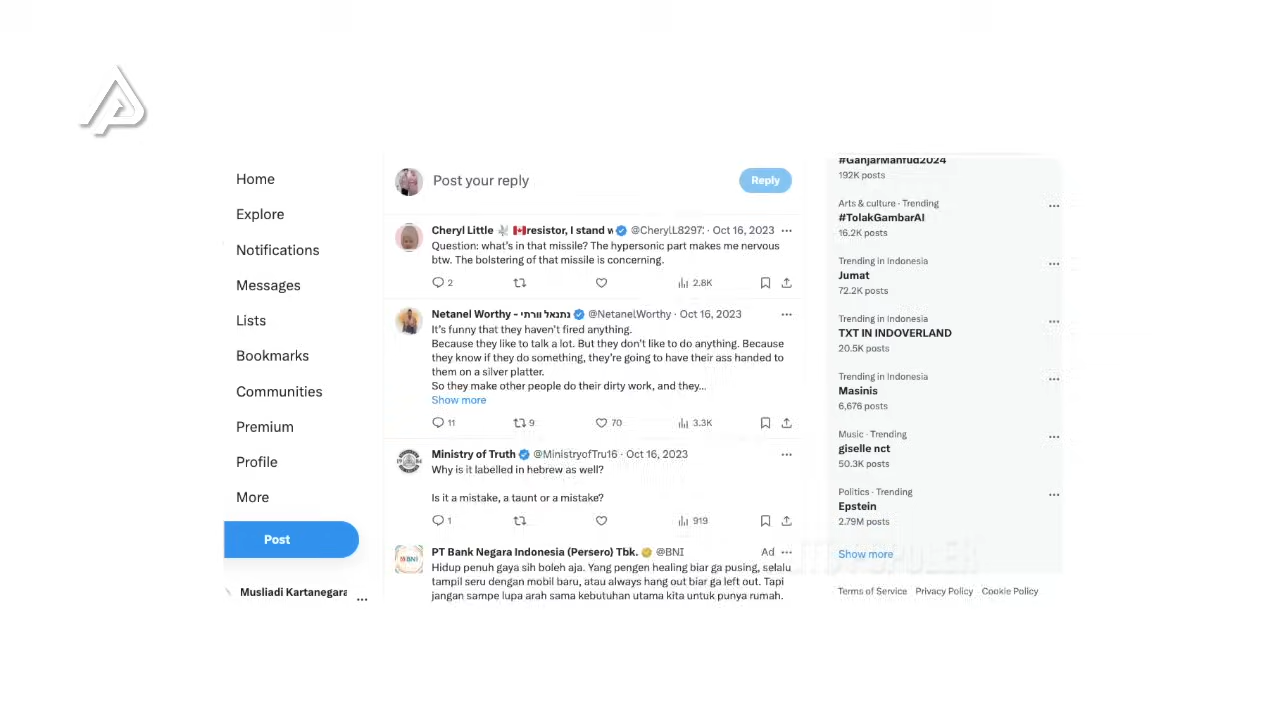 Home
Explore
Notifications
Messages
Lists
Bookmarks
Communities
Premium
Profile
More
Post
Musliadi Kartanegara
Post your reply
Reply
Cheryl Little resistor, I stand w @CherylL8297 · Oct 16, 2023
Question: what's in that missile? The hypersonic part makes me nervous
btw. The bolstering of that missile is concerning.
2
2.8K
Netanel Worthy - נתנאל וורתי @NetanelWorthy · Oct 16, 2023
It's funny that they haven't fired anything.
Because they like to talk a lot. But they don't like to do anything. Because
they know if they do something, they're going to have their ass handed to
them on a silver platter.
So they make other people do their dirty work, and they...
Show more
11
9
70
3.3K
Ministry of Truth @MinistryofTru16 · Oct 16, 2023
Why is it labelled in hebrew as well?
Is it a mistake, a taunt or a mistake?
1
919
PT Bank Negara Indonesia (Persero) Tbk. @BNI Ad
Hidup penuh gaya sih boleh aja. Yang pengen healing biar ga pusing, selalu
tampil seru dengan mobil baru, atau always hang out biar ga left out. Tapi
jangan sampe lupa arah sama kebutuhan utama kita untuk punya rumah.
#GanjarMahfud2024
192K posts
Arts & culture · Trending
#TolakGambarAI
16.2K posts
Trending in Indonesia
Jumat
72.2K posts
Trending in Indonesia
TXT IN INDOVERLAND
20.5K posts
Trending in Indonesia
Masinis
6,676 posts
Music · Trending
giselle nct
50.3K posts
Politics · Trending
Epstein
2.79M posts
Show more
Terms of Service Privacy Policy Cookie Policy